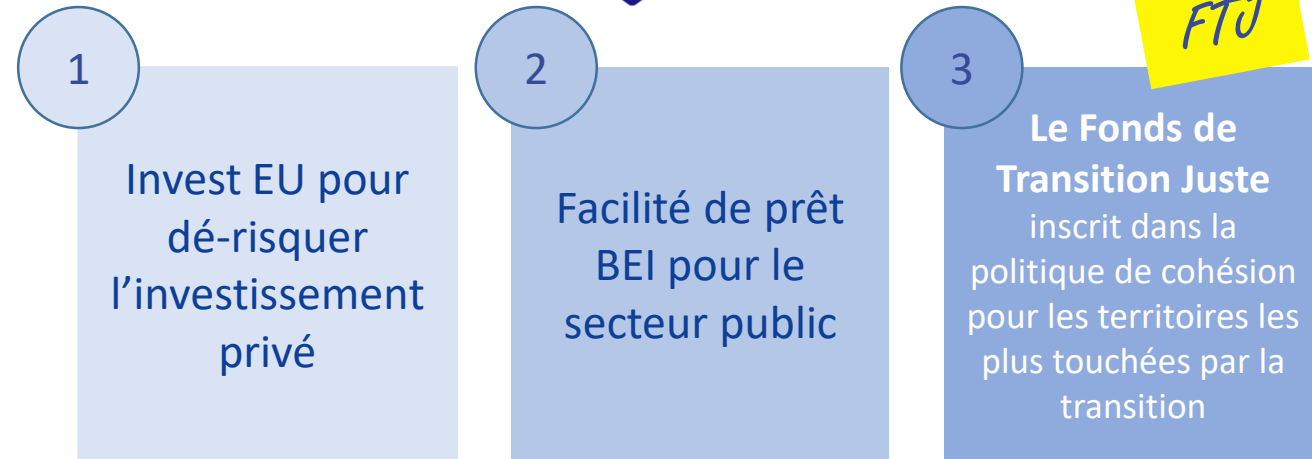 1
Invest EU pour
dé-risquer
l’investissement
privé
2
Facilité de prêt
BEI pour le
secteur public
FTJ
3
Le Fonds de
Transition Juste
inscrit dans la
politique de cohésion
pour les territoires les
plus touchées par la
transition